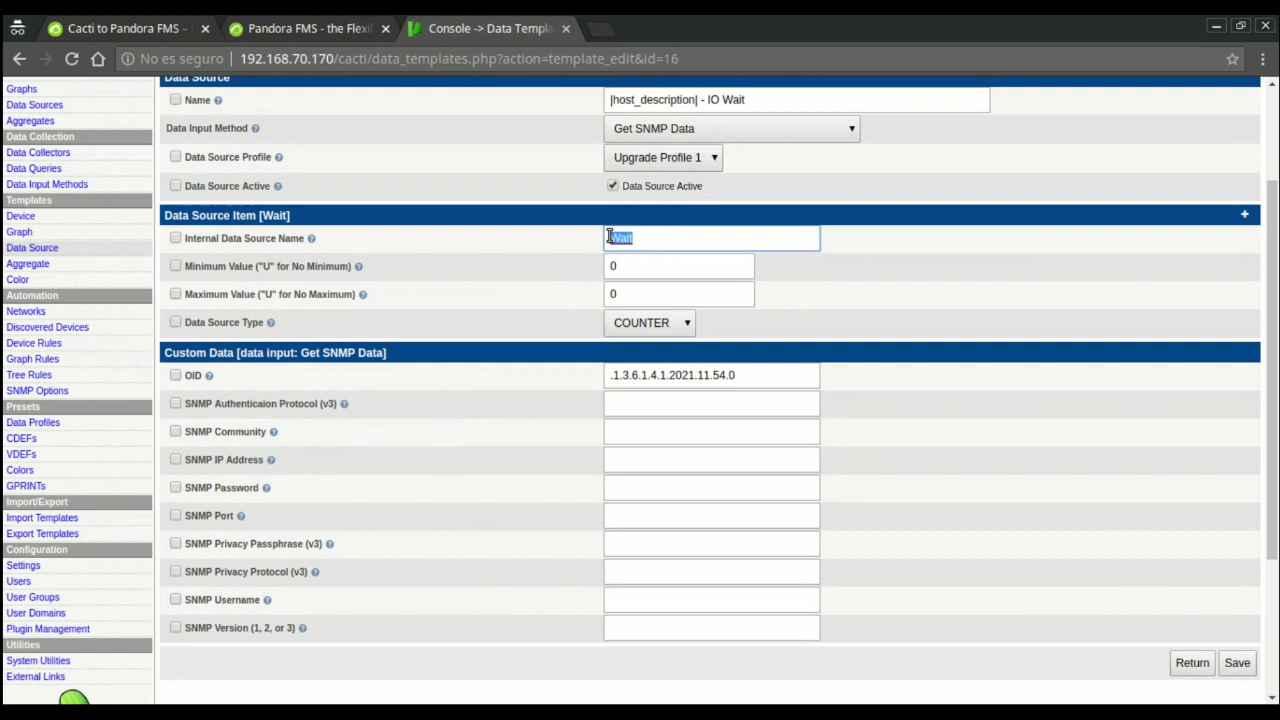 Cacti to Pandora FMS –
Pandora FMS - the Flexi
Console -> Data Templa
No es seguro
192.168.70.170/cacti/data_templates.php?action=template_edit&id=16
Graphs
Data Sources
Aggregates
Data Collection
Data Collectors
Data Queries
Data Input Methods
Templates
Device
Graph
Data Source
Aggregate
Color
Automation
Networks
Discovered Devices
Device Rules
Graph Rules
Tree Rules
SNMP Options
Presets
Data Profiles
CDEFs
VDEFs
Colors
GPRINTs
Import/Export
Import Templates
Export Templates
Configuration
Settings
Users
User Groups
User Domains
Plugin Management
Utilities
System Utilities
External Links
Data Source
Name |host_description| - IO Wait
Data Input Method Get SNMP Data
Data Source Profile Upgrade Profile 1
Data Source Active Data Source Active
Data Source Item [Wait] +
Internal Data Source Name Wait
Minimum Value ("U" for No Minimum) 0
Maximum Value ("U" for No Maximum) 0
Data Source Type COUNTER
Custom Data [data input: Get SNMP Data]
OID .1.3.6.1.4.1.2021.11.54.0
SNMP Authenticaion Protocol (v3)
SNMP Community
SNMP IP Address
SNMP Password
SNMP Port
SNMP Privacy Passphrase (v3)
SNMP Privacy Protocol (v3)
SNMP Username
SNMP Version (1, 2, or 3)
Return Save